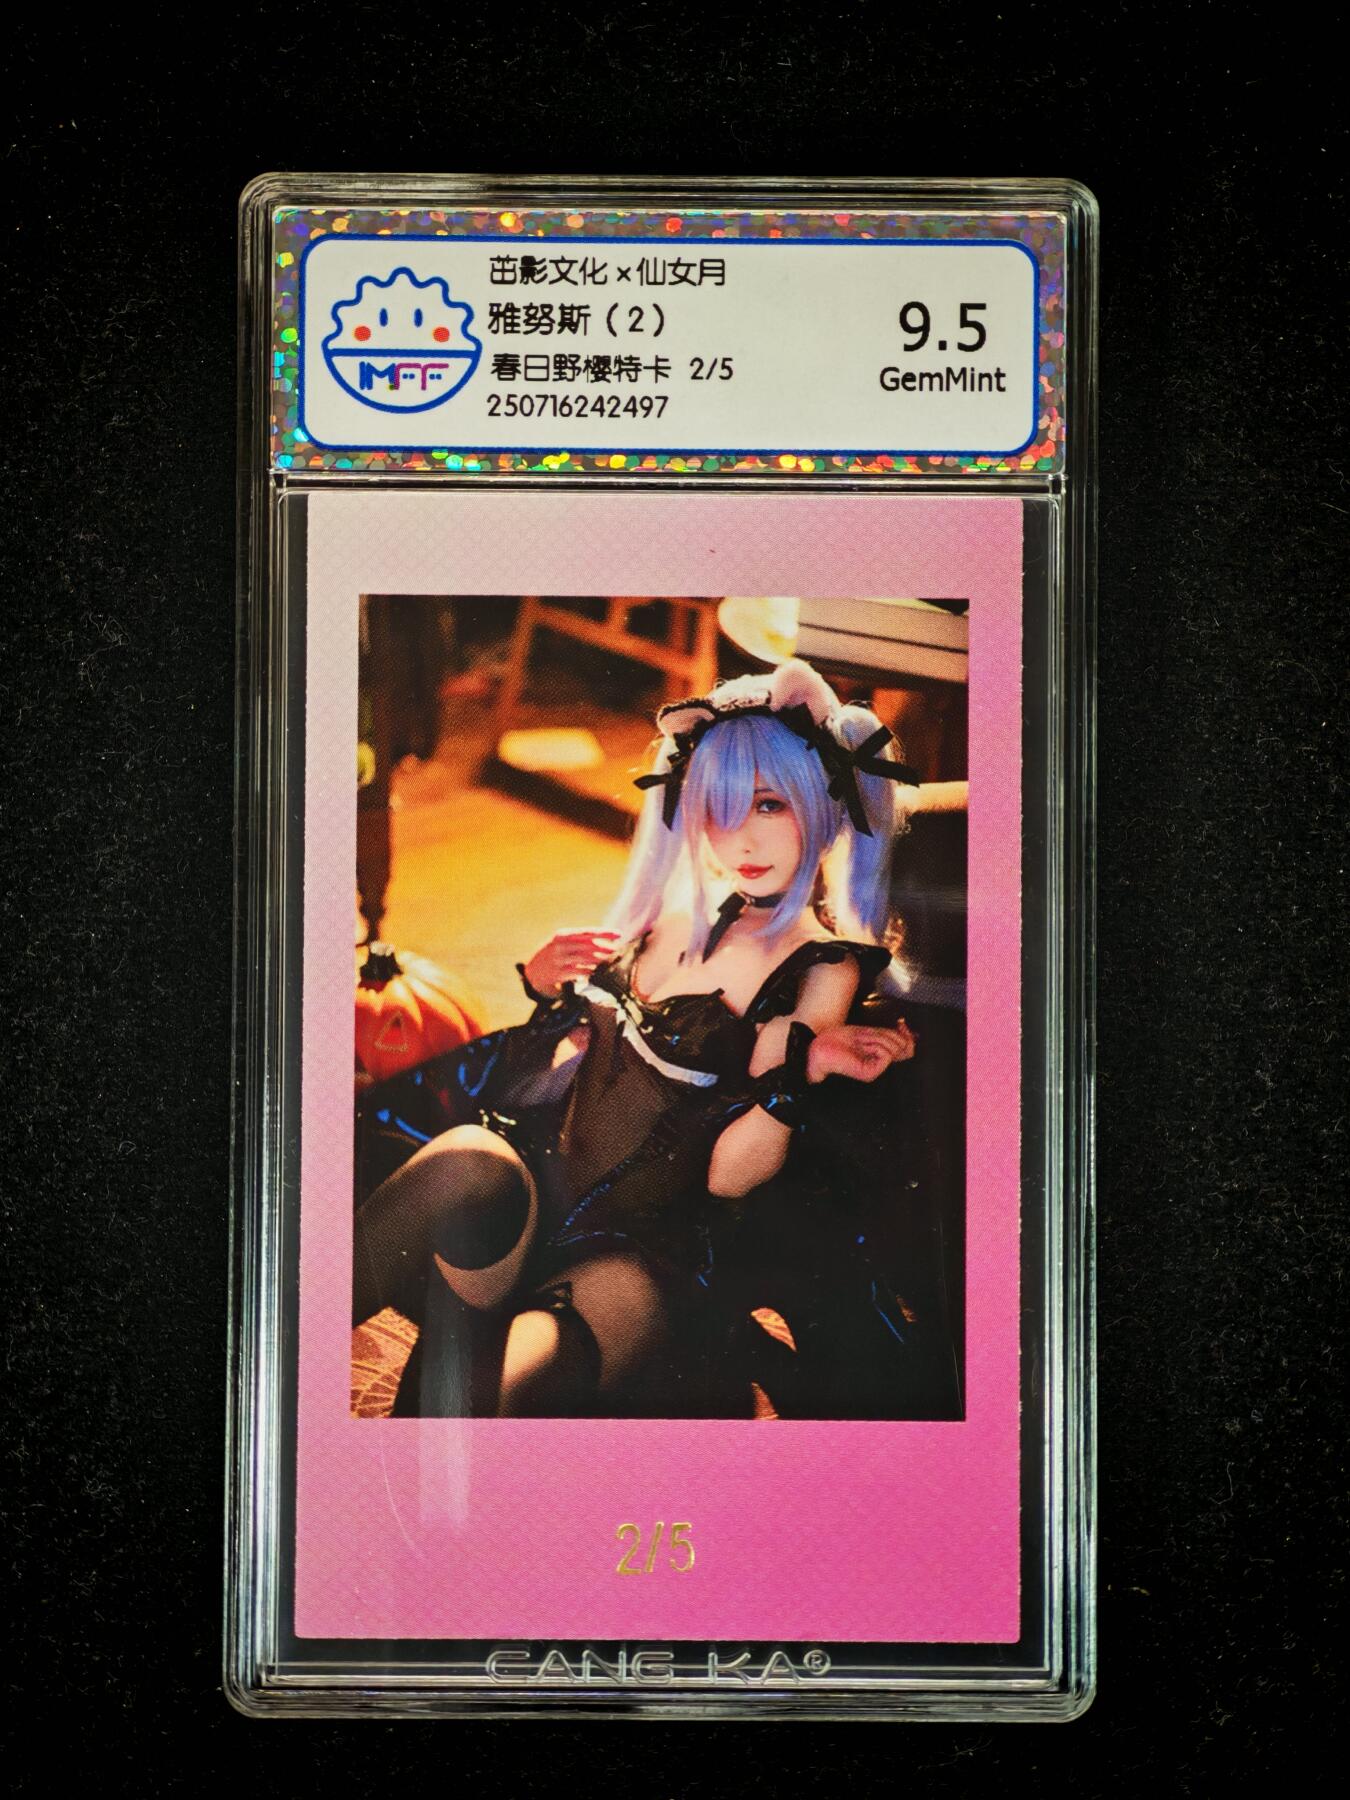 茁影文化×仙女月
雅努斯（2）
春日野樱特卡 2/5
250716242497
9.5
GemMint
IMFF
2/5
CANG KA®